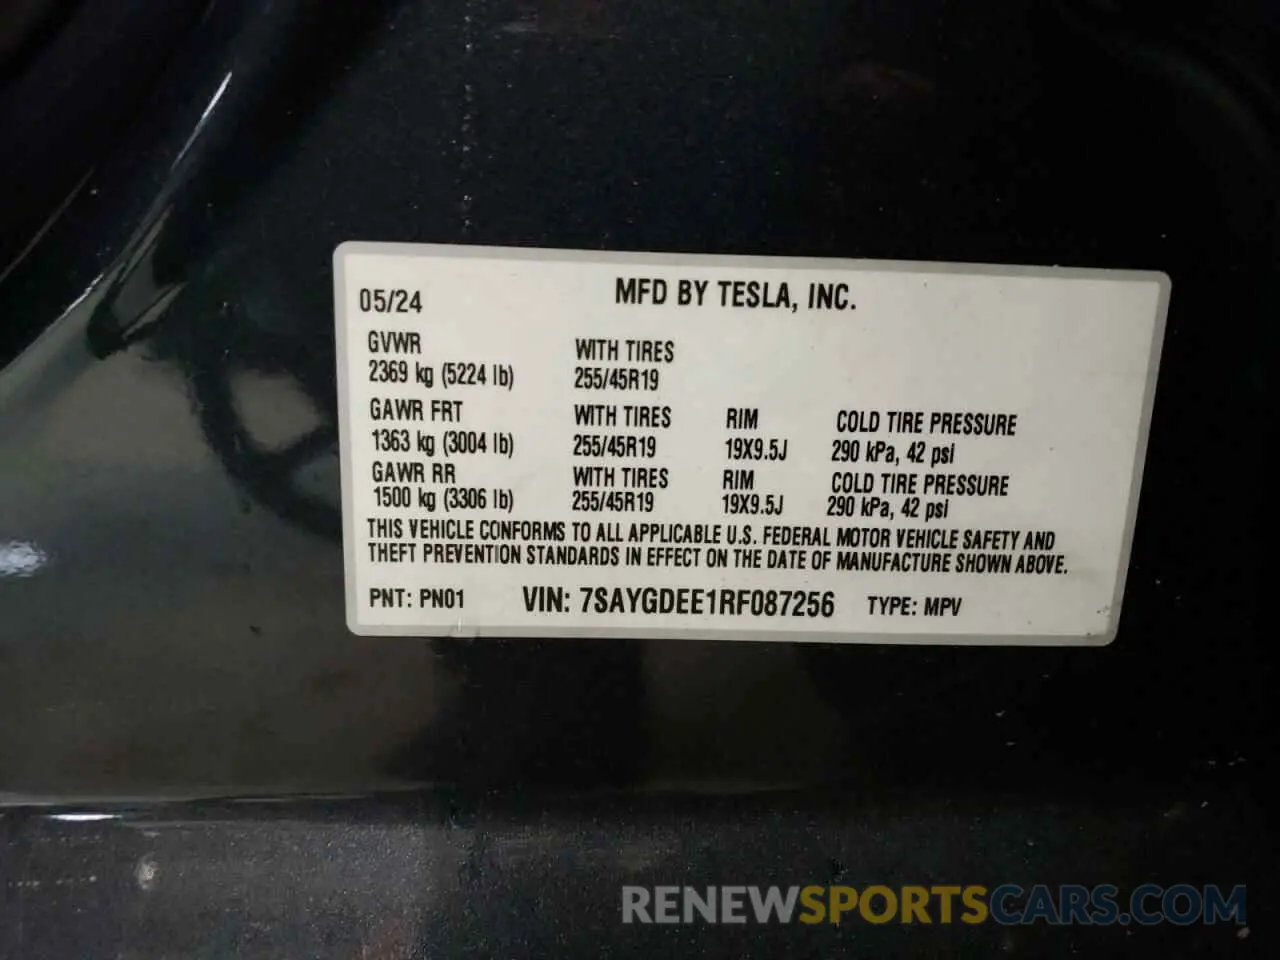 05/24 MFD BY TESLA, INC.
GVWR WITH TIRES
2369 kg (5224 lb) 255/45R19
GAWR FRT WITH TIRES RIM COLD TIRE PRESSURE
1363 kg (3004 lb) 255/45R19 19X9.5J 290 kPa, 42 psi
GAWR RR WITH TIRES RIM COLD TIRE PRESSURE
1500 kg (3306 lb) 255/45R19 19X9.5J 290 kPa, 42 psi
THIS VEHICLE CONFORMS TO ALL APPLICABLE U.S. FEDERAL MOTOR VEHICLE SAFETY AND
THEFT PREVENTION STANDARDS IN EFFECT ON THE DATE OF MANUFACTURE SHOWN ABOVE.
PNT: PN01 VIN: 7SAYGDEE1RF087256 TYPE: MPV
RENEWSPORTSCARS.COM